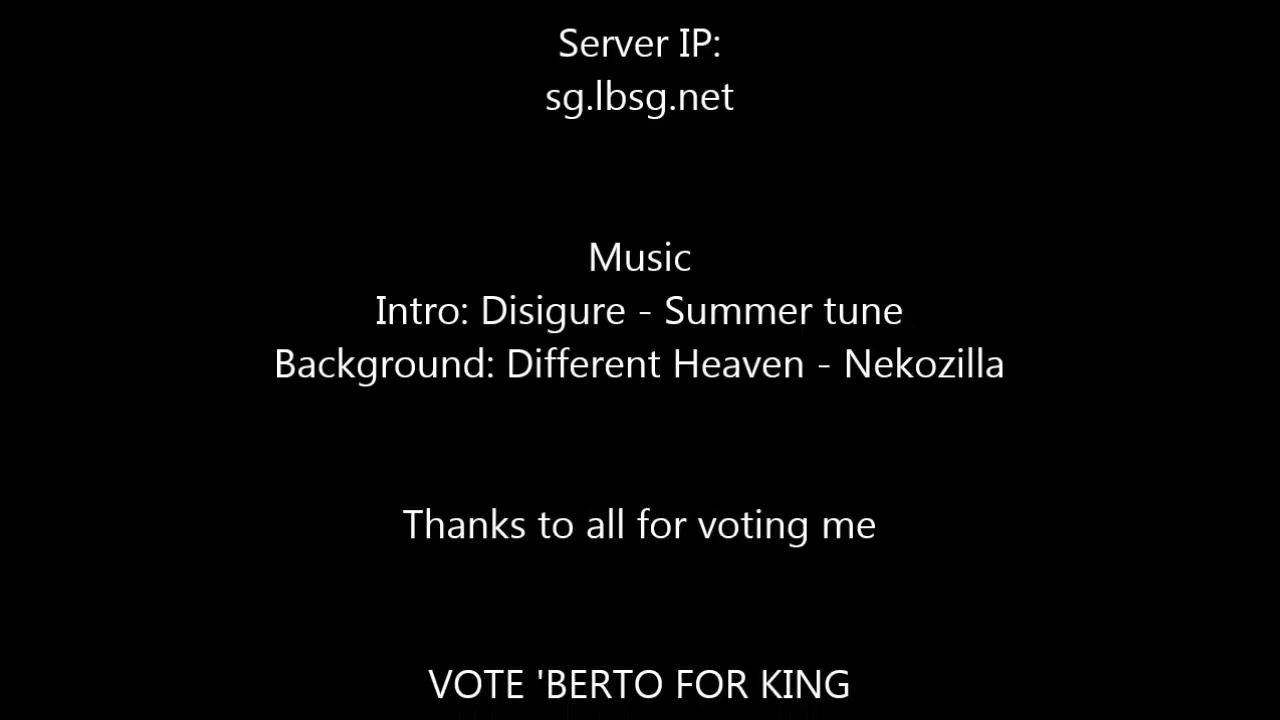 Server IP:
sg.lbsg.net
Music
Intro: Disigure - Summer tune
Background: Different Heaven - Nekozilla
Thanks to all for voting me
VOTE 'BERTO FOR KING